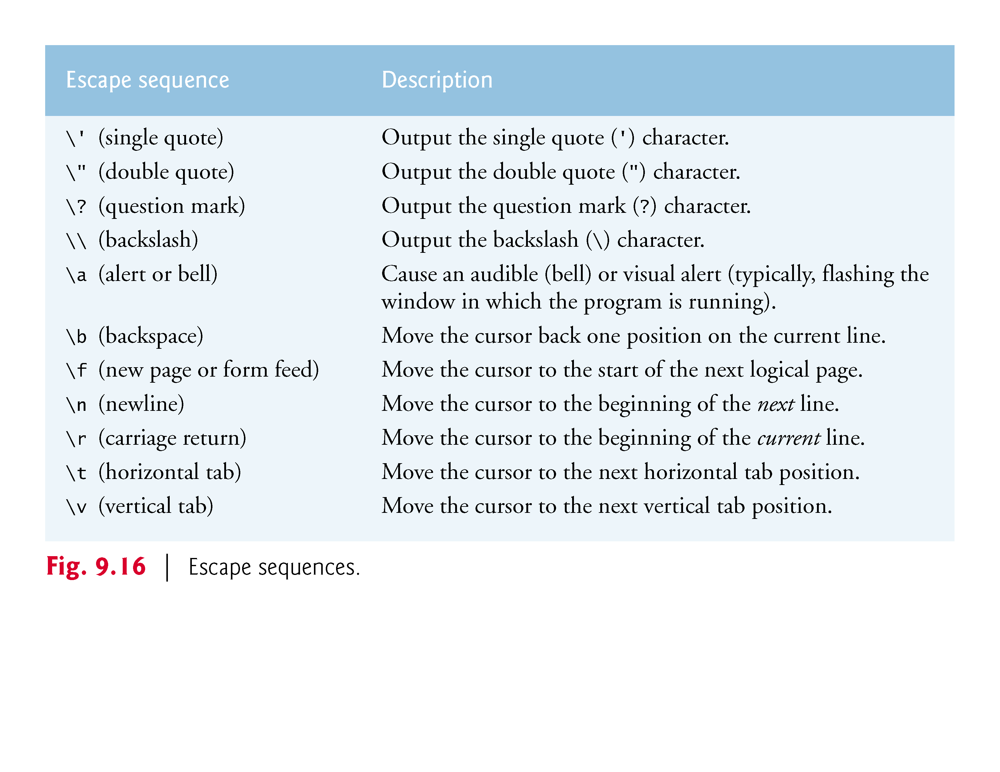 Escape sequence Description
\' (single quote) Output the single quote (') character.
\" (double quote) Output the double quote (") character.
\? (question mark) Output the question mark (?) character.
\\ (backslash) Output the backslash (\) character.
\a (alert or bell) Cause an audible (bell) or visual alert (typically, flashing the
window in which the program is running).
\b (backspace) Move the cursor back one position on the current line.
\f (new page or form feed) Move the cursor to the start of the next logical page.
\n (newline) Move the cursor to the beginning of the next line.
\r (carriage return) Move the cursor to the beginning of the current line.
\t (horizontal tab) Move the cursor to the next horizontal tab position.
\v (vertical tab) Move the cursor to the next vertical tab position.
Fig. 9.16 | Escape sequences.